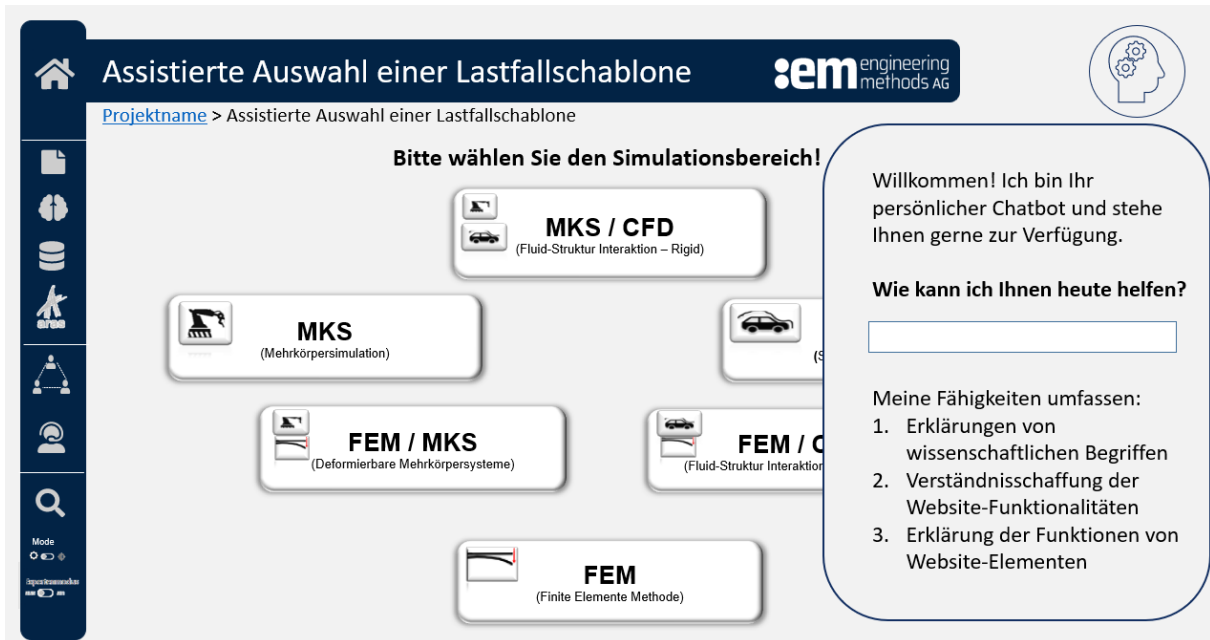 Assistierte Auswahl einer Lastfallschablone
:em engineering methods AG
Projektname > Assistierte Auswahl einer Lastfallschablone
Bitte wählen Sie den Simulationsbereich!
MKS / CFD
(Fluid-Struktur Interaktion – Rigid)
MKS
(Mehrkörpersimulation)
(S
FEM / MKS
(Deformierbare Mehrkörpersysteme)
FEM / C
(Fluid-Struktur Interaktion
FEM
(Finite Elemente Methode)
Willkommen! Ich bin Ihr
persönlicher Chatbot und stehe
Ihnen gerne zur Verfügung.
Wie kann ich Ihnen heute helfen?
Meine Fähigkeiten umfassen:
1. Erklärungen von
wissenschaftlichen Begriffen
2. Verständnisschaffung der
Website-Funktionalitäten
3. Erklärung der Funktionen von
Website-Elementen
aras
Mode
Expertenmodus